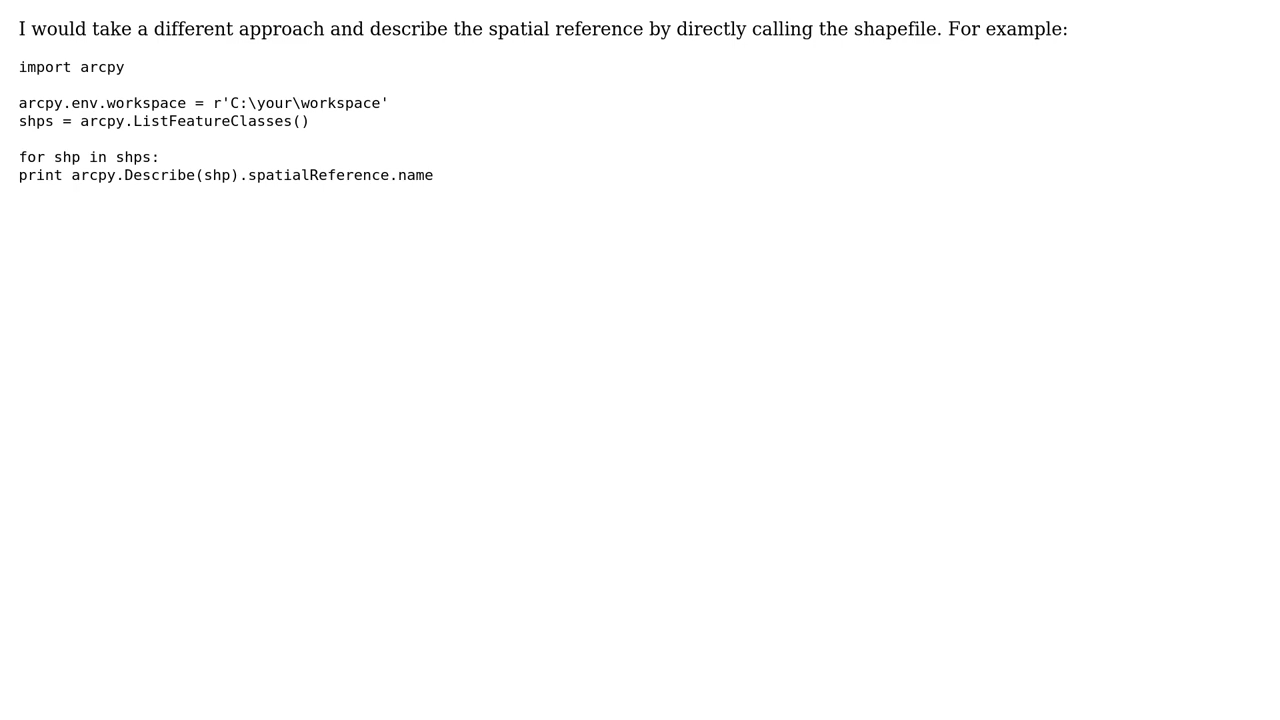 I would take a different approach and describe the spatial reference by directly calling the shapefile. For example:
import arcpy
arcpy.env.workspace = r'C:\your\workspace'
shps = arcpy.ListFeatureClasses()
for shp in shps:
print arcpy.Describe(shp).spatialReference.name